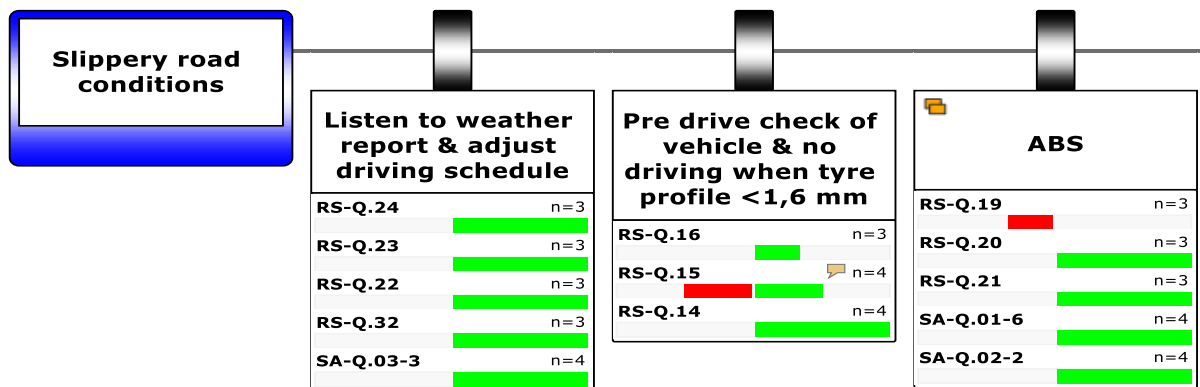 Slippery road
conditions
Listen to weather
report & adjust
driving schedule
RS-Q.24 n=3
RS-Q.23 n=3
RS-Q.22 n=3
RS-Q.32 n=3
SA-Q.03-3 n=4
Pre drive check of
vehicle & no
driving when tyre
profile <1,6 mm
RS-Q.16 n=3
RS-Q.15 n=4
RS-Q.14 n=4
ABS
RS-Q.19 n=3
RS-Q.20 n=3
RS-Q.21 n=3
SA-Q.01-6 n=4
SA-Q.02-2 n=4